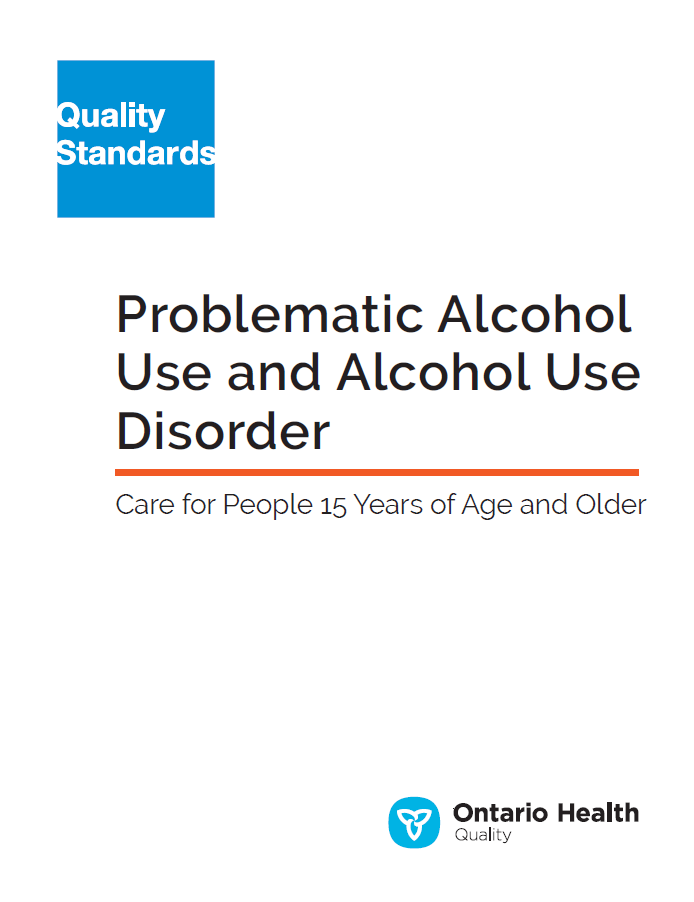 Quality
Standards
Problematic Alcohol
Use and Alcohol Use
Disorder
Care for People 15 Years of Age and Older
Ontario Health
Quality